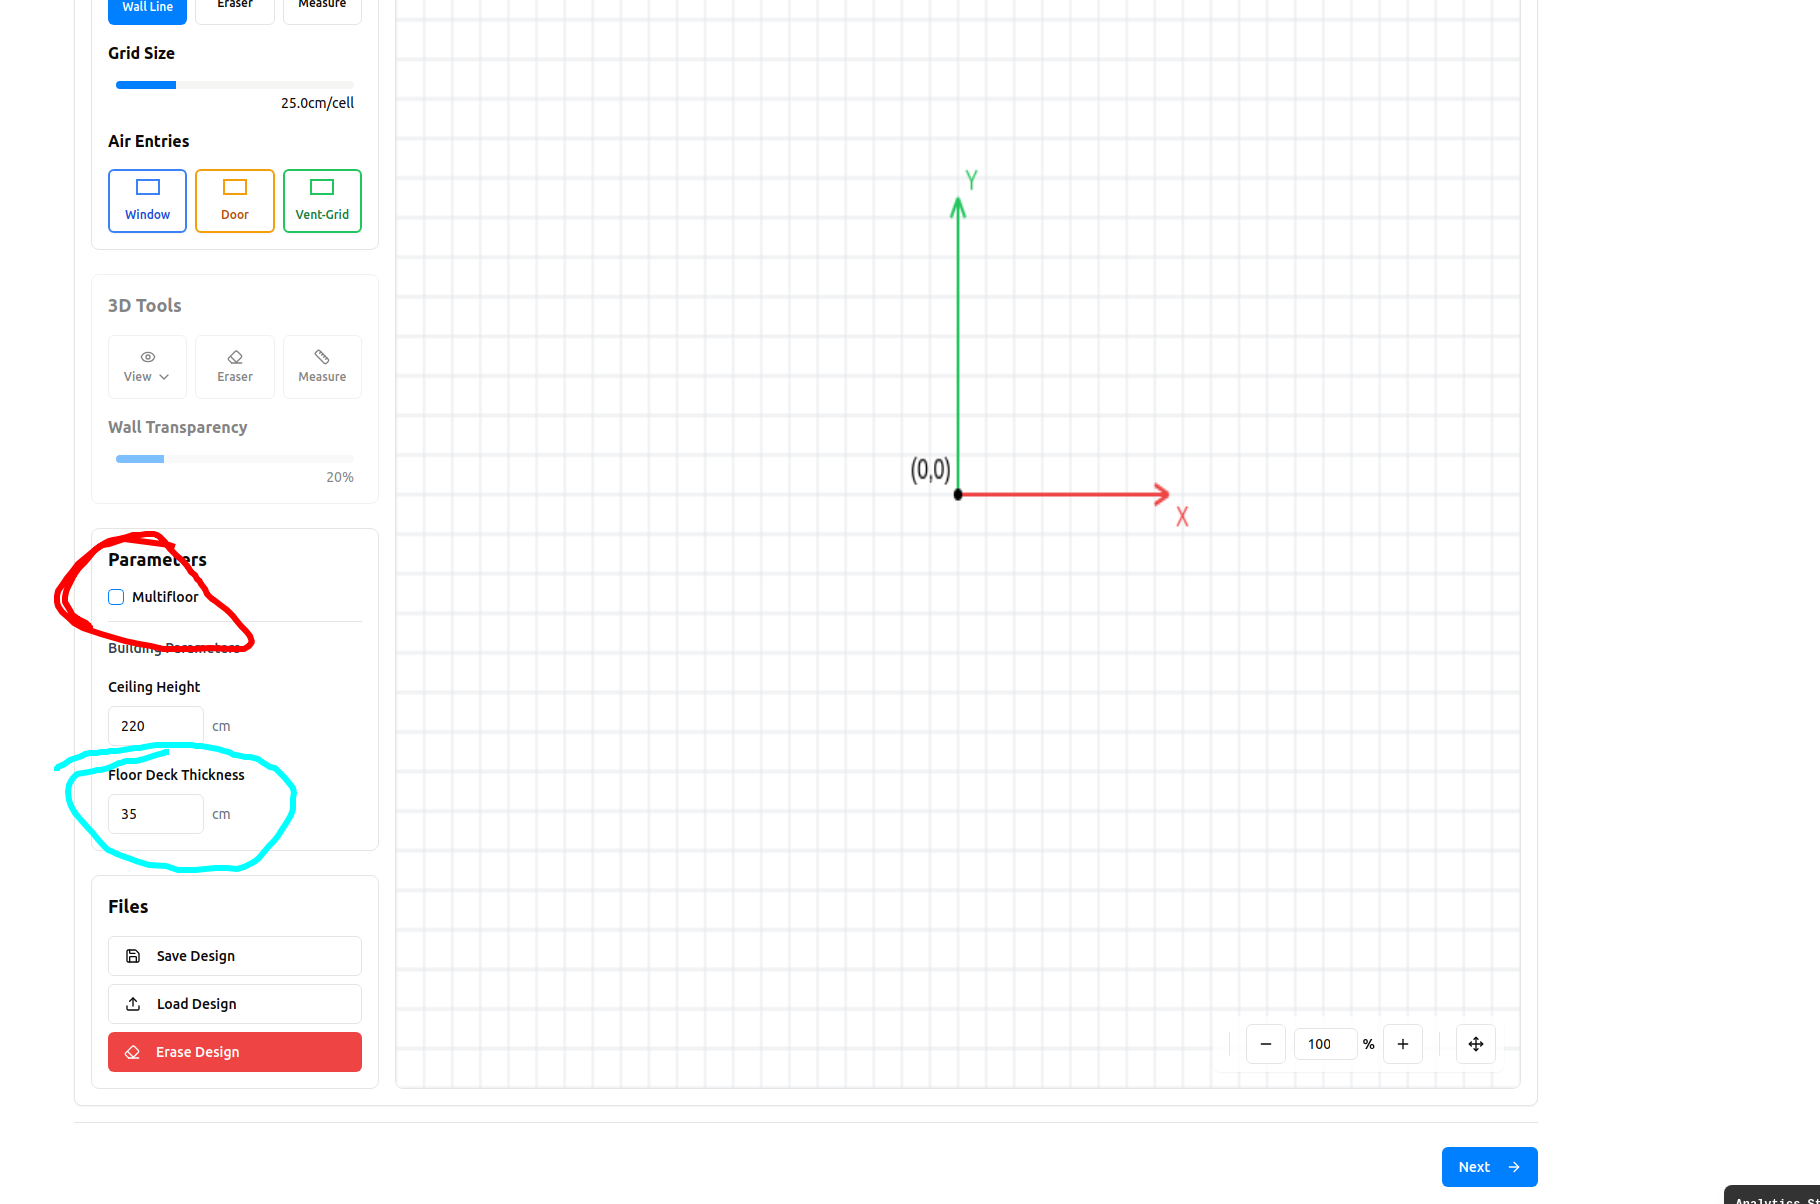 Wall Line
Eraser
Measure
Grid Size
25.0cm/cell
Air Entries
Window
Door
Vent-Grid
3D Tools
View
Eraser
Measure
Wall Transparency
20%
Parameters
Multifloor
Building Parameters
Ceiling Height
220 cm
Floor Deck Thickness
35 cm
Files
Save Design
Load Design
Erase Design
Y
(0,0)
X
− 100 % +
Next
Analytics